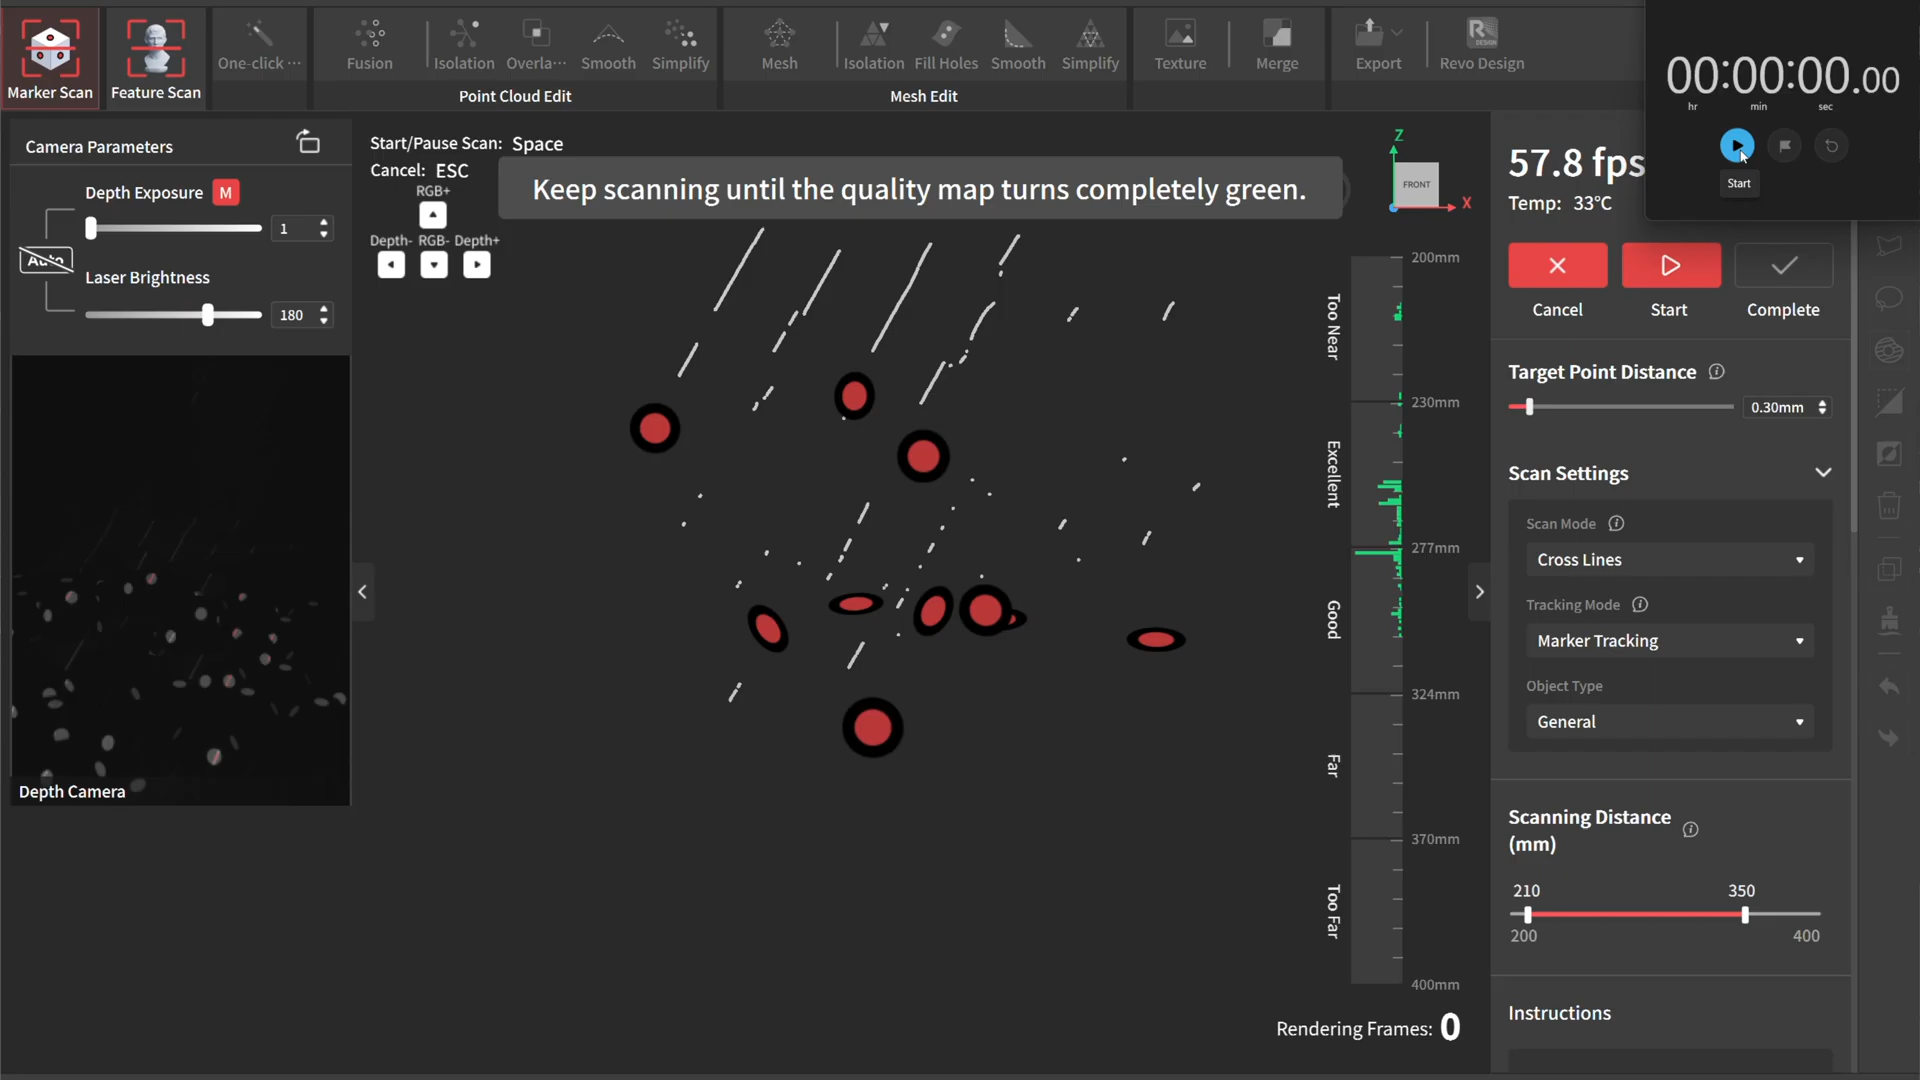 Marker Scan
Feature Scan
One-click ···
Fusion
Isolation
Overla···
Smooth
Simplify
Point Cloud Edit
Mesh
Isolation
Fill Holes
Smooth
Simplify
Mesh Edit
Texture
Merge
Export
Revo Design
DESIGN
00:00:00.00
hr
min
sec
Start
Camera Parameters
Depth Exposure
M
1
Auto
Laser Brightness
180
Depth Camera
Start/Pause Scan: Space
Cancel: ESC
RGB+
Depth- RGB- Depth+
Keep scanning until the quality map turns completely green.
Z
FRONT
X
200mm
Too Near
230mm
Excellent
277mm
Good
324mm
Far
370mm
Too Far
400mm
Rendering Frames: 0
57.8 fps
Temp: 33℃
Cancel
Start
Complete
Target Point Distance
0.30mm
Scan Settings
Scan Mode
Cross Lines
Tracking Mode
Marker Tracking
Object Type
General
Scanning Distance
(mm)
210
350
200
400
Instructions